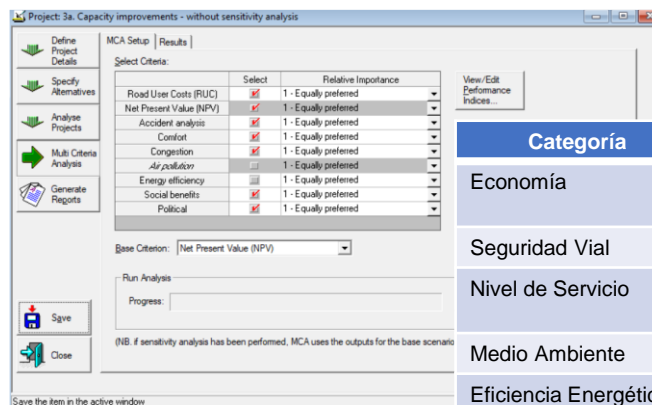 Project: 3a. Capacity improvements - without sensitivity analysis
Define Project Details
Specify Alternatives
Analyse Projects
Multi Criteria Analysis
Generate Reports
Save
Close
MCA Setup Results
Select Criteria:
Select Relative Importance
Road User Costs (RUC) 1 - Equally preferred
Net Present Value (NPV) 1 - Equally preferred
Accident analysis 1 - Equally preferred
Comfort 1 - Equally preferred
Congestion 1 - Equally preferred
Air pollution 1 - Equally preferred
Energy efficiency 1 - Equally preferred
Social benefits 1 - Equally preferred
Political 1 - Equally preferred
View/Edit
Performance
Indices...
Base Criterion: Net Present Value (NPV)
Run Analysis
Progress:
(NB. if sensitivity analysis has been performed, MCA uses the outputs for the base scenario
Save the item in the active window
Categoría
Economía
Seguridad Vial
Nivel de Servicio
Medio Ambiente
Eficiencia Energétic